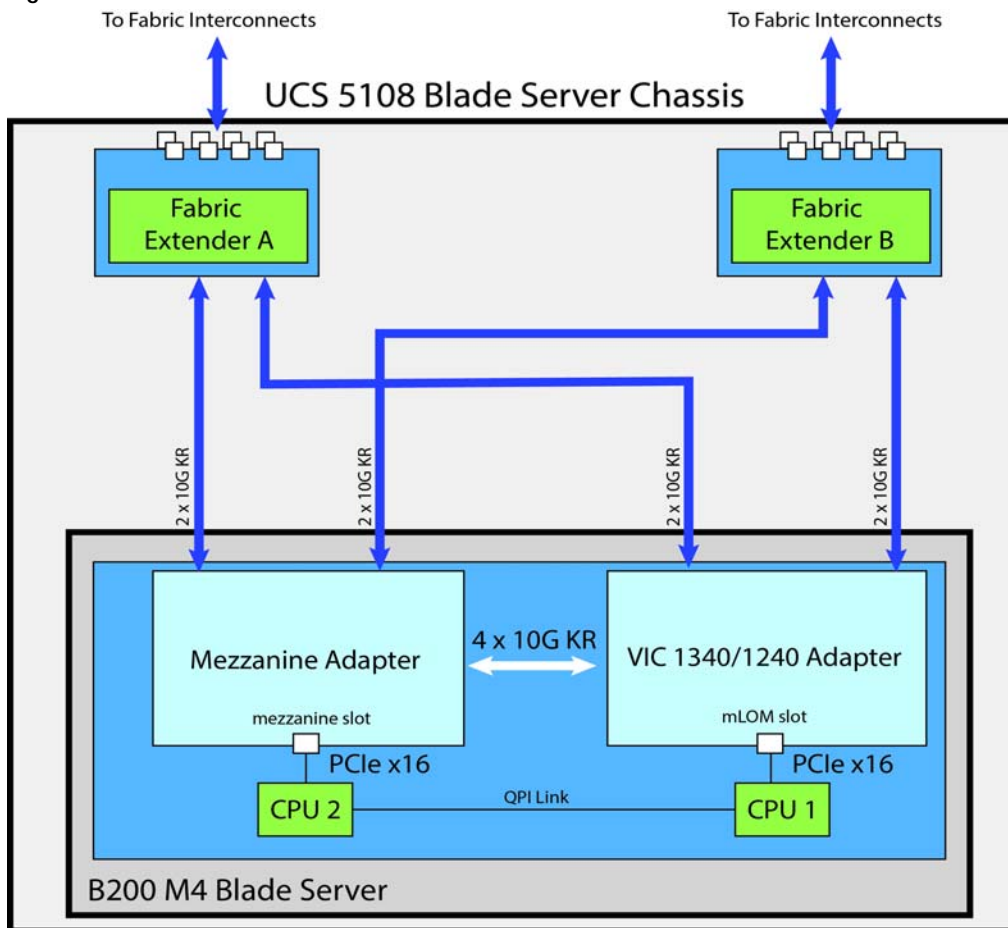 To Fabric Interconnects
To Fabric Interconnects
UCS 5108 Blade Server Chassis
Fabric
Extender A
Fabric
Extender B
2 x 10G KR
2 x 10G KR
2 x 10G KR
2 x 10G KR
4 x 10G KR
Mezzanine Adapter
VIC 1340/1240 Adapter
mezzanine slot
mLOM slot
PCIe x16
PCIe x16
CPU 2
QPI Link
CPU 1
B200 M4 Blade Server